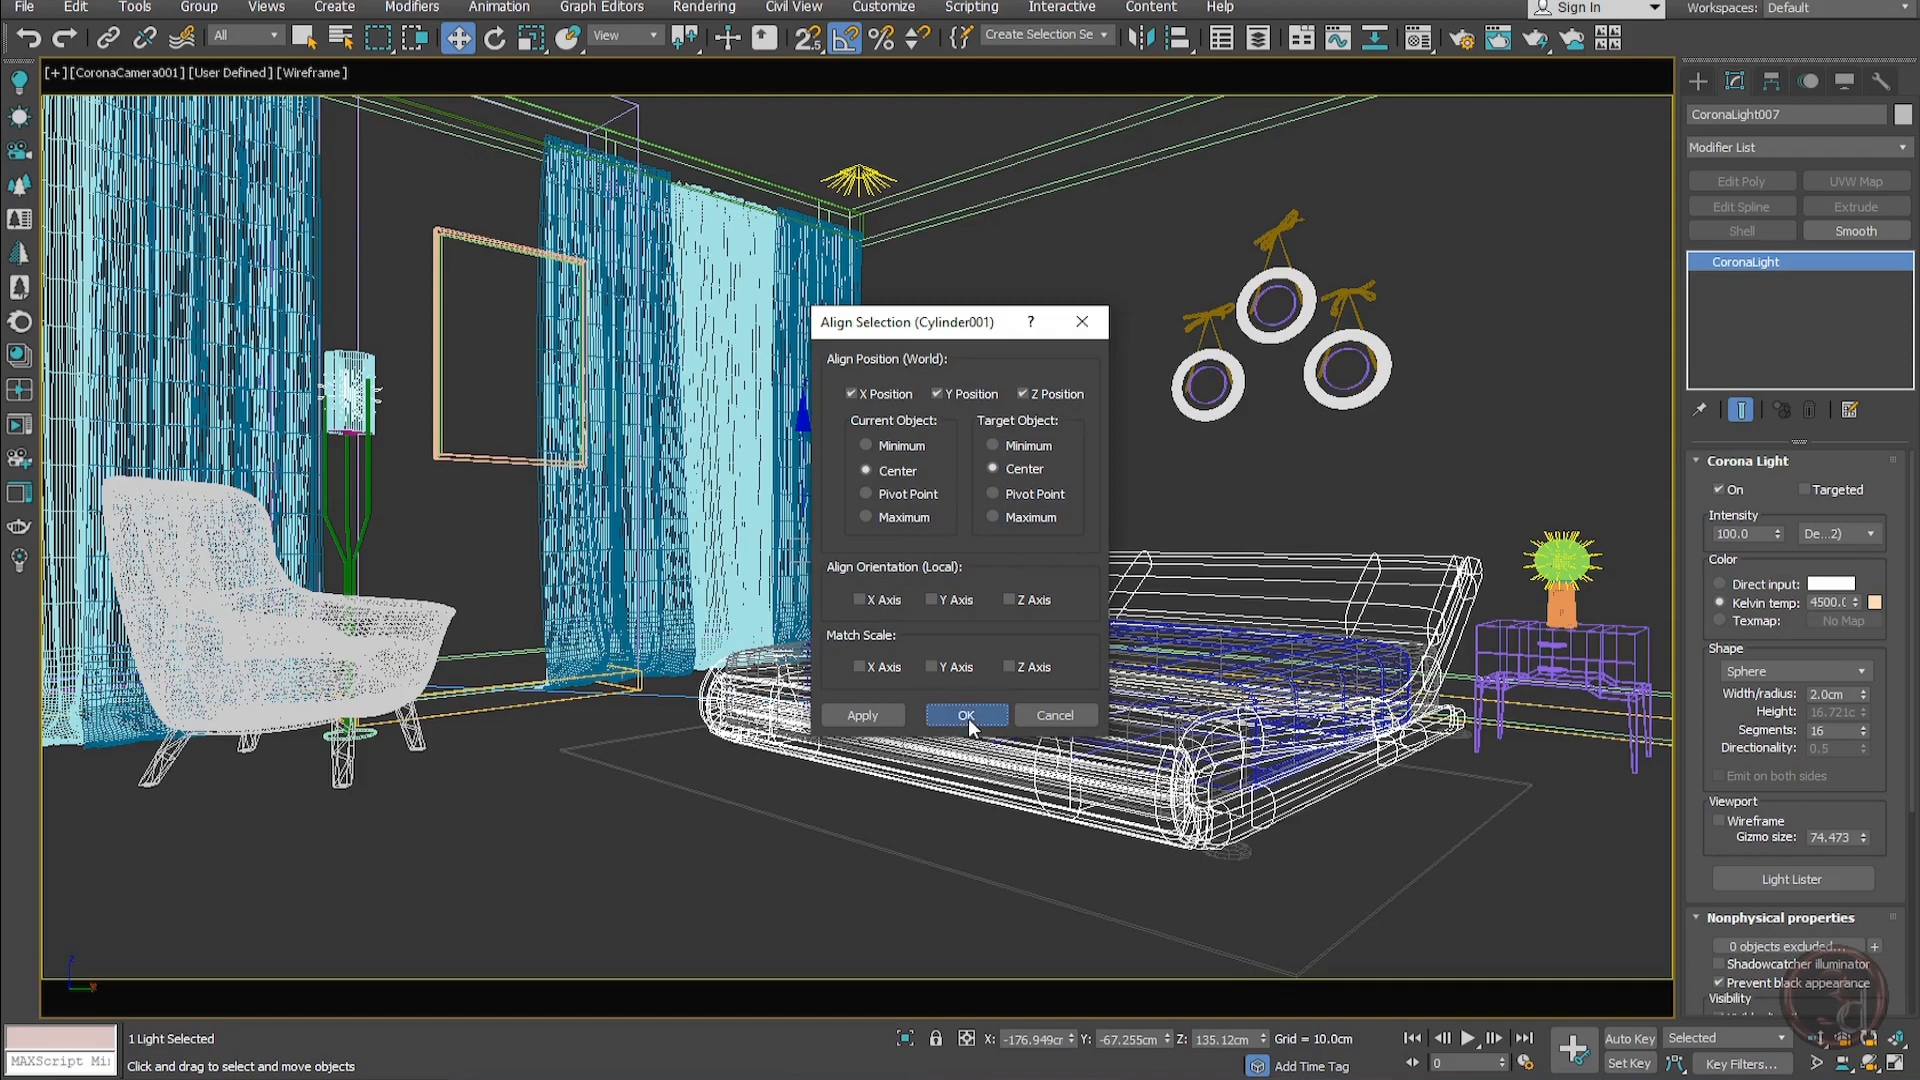 File Edit Tools Group Views Create Modifiers Animation Graph Editors Rendering Civil View Customize Scripting Interactive Content Help Sign In Workspaces: Default
All View Create Selection Se
[+] [CoronaCamera001] [User Defined] [Wireframe]
CoronaLight007
Modifier List
Edit Poly UVW Map
Edit Spline Extrude
Shell Smooth
CoronaLight
Align Selection (Cylinder001) ?
Align Position (World):
X Position Y Position Z Position
Current Object: Target Object:
Minimum Minimum
Center Center
Pivot Point Pivot Point
Maximum Maximum
Align Orientation (Local):
X Axis Y Axis Z Axis
Match Scale:
X Axis Y Axis Z Axis
Apply OK Cancel
Corona Light
On Targeted
Intensity
100.0 De...2)
Color
Direct input:
Kelvin temp: 4500.(
Texmap: No Map
Shape
Sphere
Width/radius: 2.0cm
Height: 16.721c
Segments: 16
Directionality: 0.5
Emit on both sides
Viewport
Wireframe
Gizmo size: 74.473
Light Lister
Nonphysical properties
0 objects excluded... +
Shadowcatcher illuminator
Prevent black appearance
Visibility
1 Light Selected X: -176.949cr Y: -67.255cm Z: 135.12cm Grid = 10.0cm Auto Key Selected
MAXScript Mi Click and drag to select and move objects Add Time Tag 0 Set Key Key Filters...